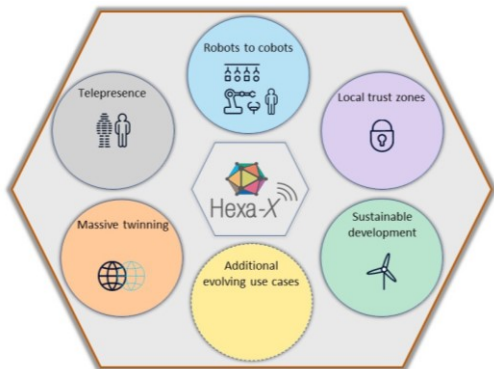 Robots to cobots
Telepresence
Local trust zones
Hexa-X
Massive twinning
Sustainable
development
Additional
evolving use cases